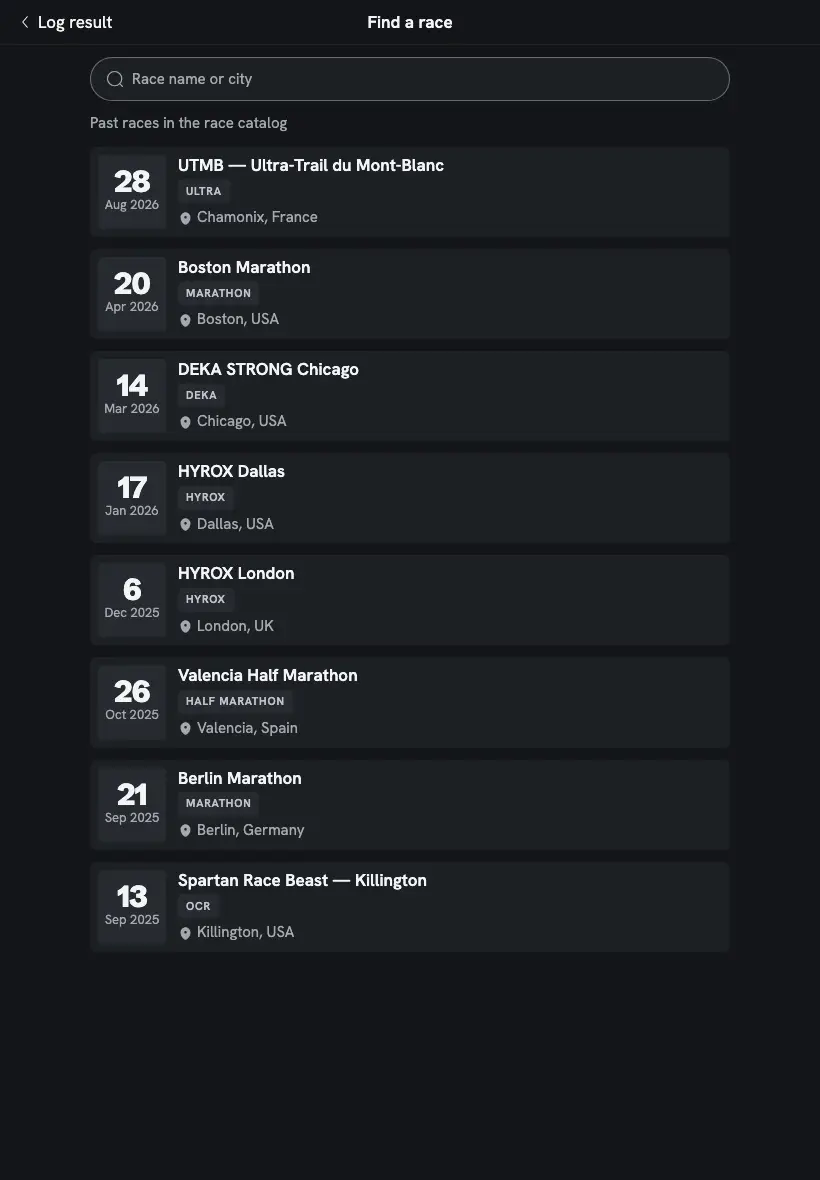 Log result
Find a race
Race name or city
Past races in the race catalog
28
Aug 2026
UTMB — Ultra-Trail du Mont-Blanc
ULTRA
Chamonix, France
20
Apr 2026
Boston Marathon
MARATHON
Boston, USA
14
Mar 2026
DEKA STRONG Chicago
DEKA
Chicago, USA
17
Jan 2026
HYROX Dallas
HYROX
Dallas, USA
6
Dec 2025
HYROX London
HYROX
London, UK
26
Oct 2025
Valencia Half Marathon
HALF MARATHON
Valencia, Spain
21
Sep 2025
Berlin Marathon
MARATHON
Berlin, Germany
13
Sep 2025
Spartan Race Beast — Killington
OCR
Killington, USA